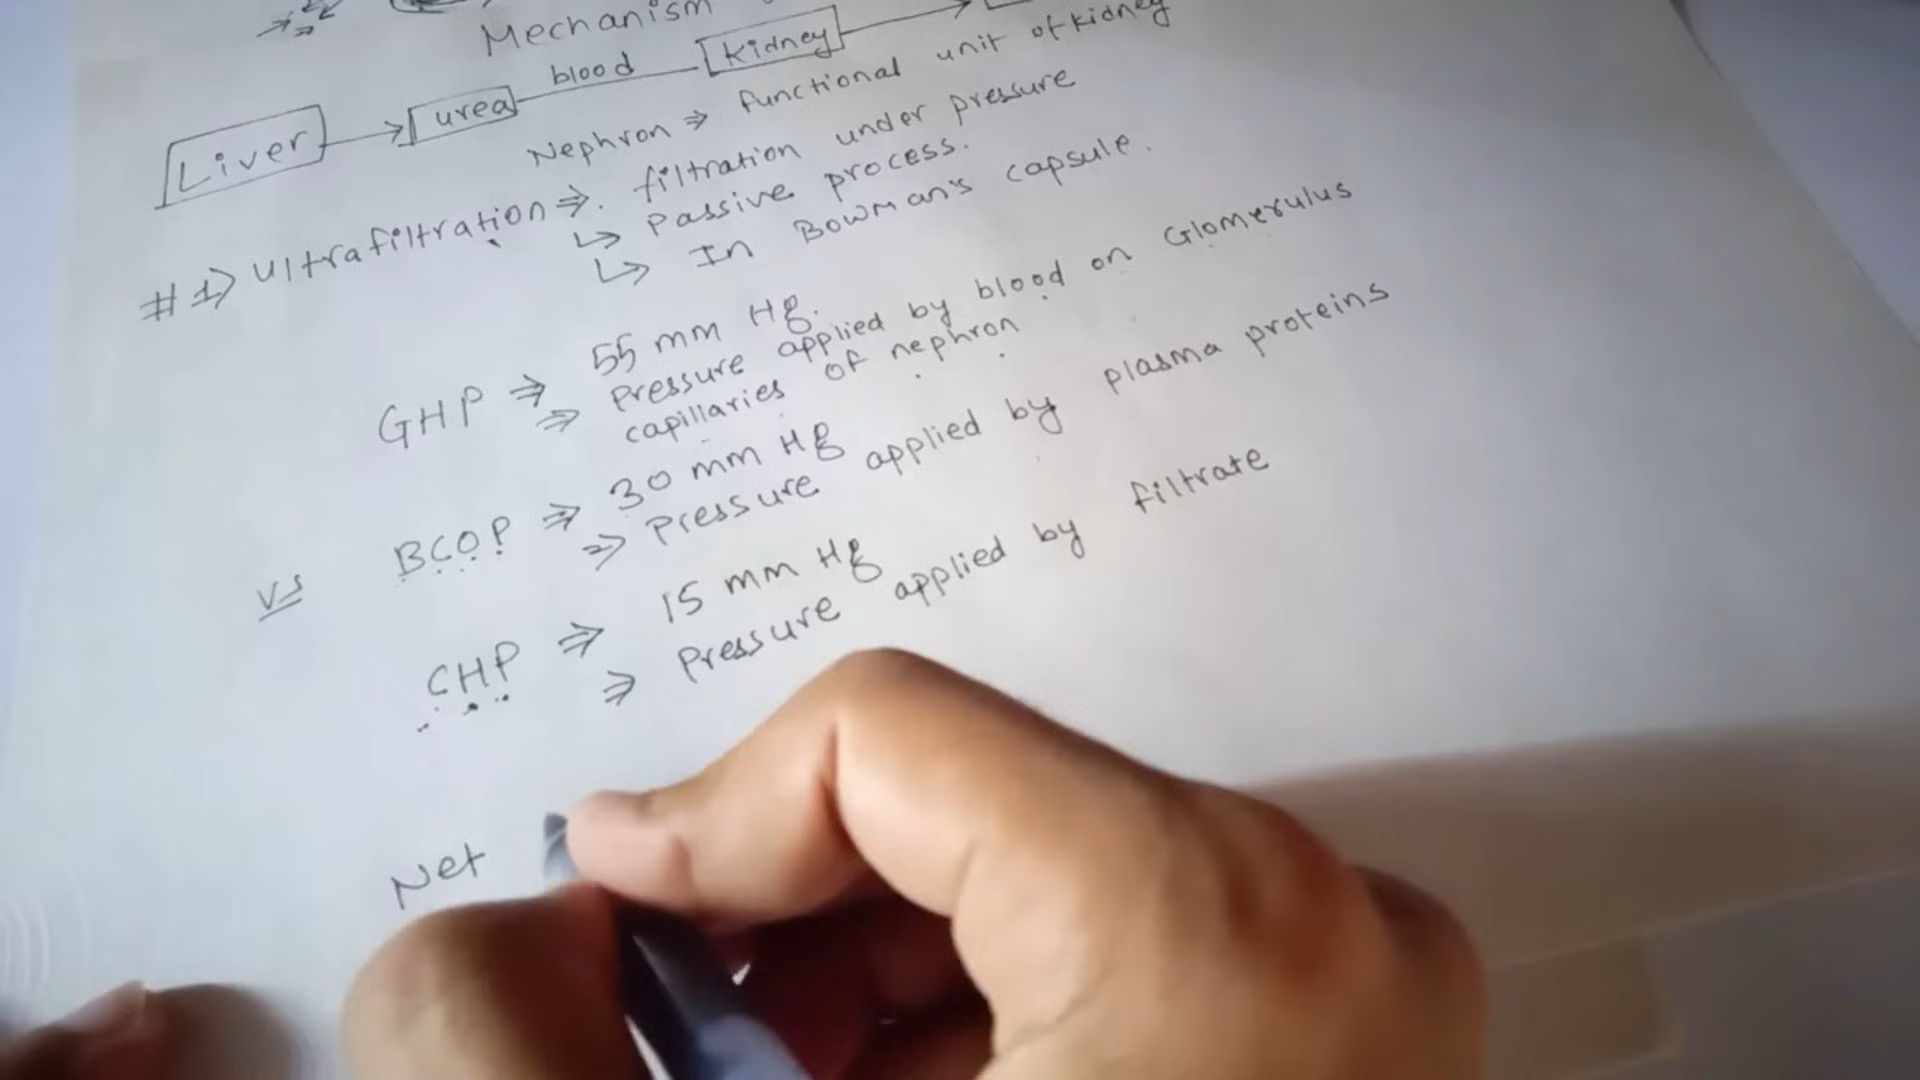 Mechanism
Liver → urea blood kidney →
Nephron ⇒ functional unit of kidney
# 1) Ultrafiltration ⇒ . filtration under pressure
↳ Passive process.
↳ In Bowman's capsule.
GHP ⇒ 55 mm Hg.
⇒ Pressure applied by blood on Glomerulus
capillaries of nephron
BCOP ⇒ 30 mm Hg
⇒ Pressure applied by plasma proteins
VS
CHP ⇒ 15 mm Hg
⇒ Pressure applied by filtrate
Net